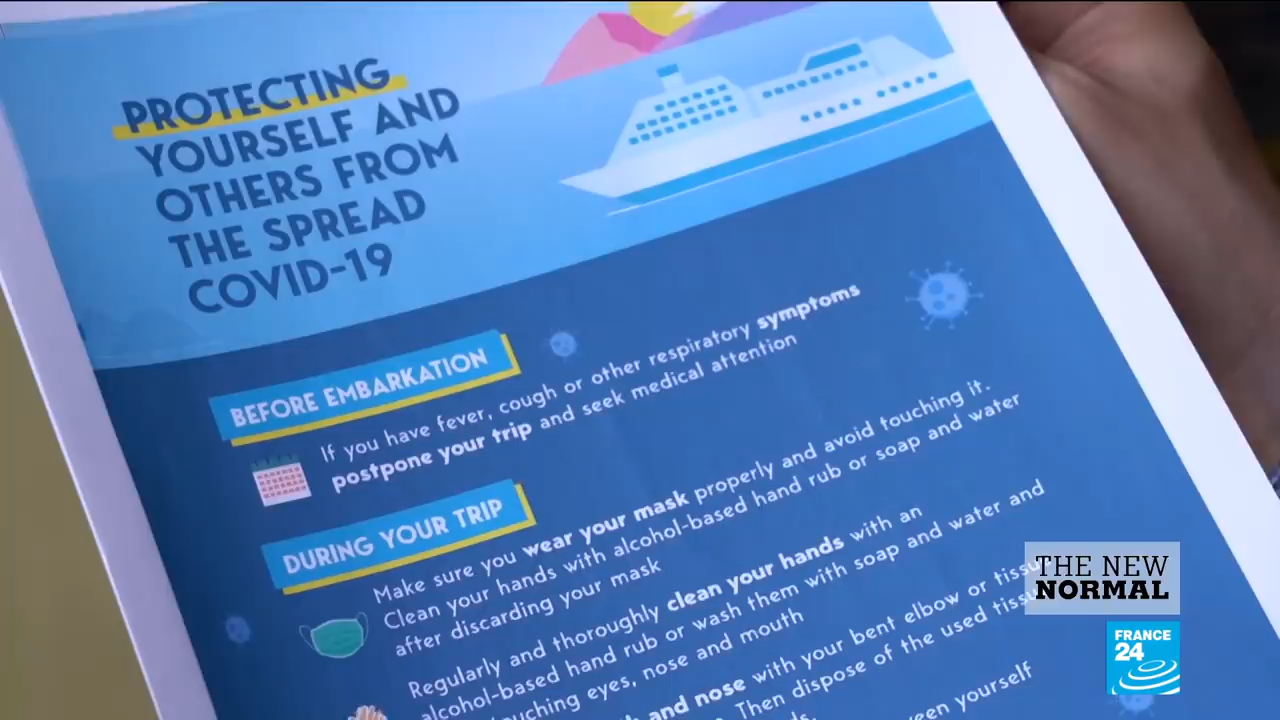 PROTECTING
YOURSELF AND
OTHERS FROM
THE SPREAD
COVID-19
BEFORE EMBARKATION
If you have fever, cough or other respiratory symptoms
postpone your trip and seek medical attention
DURING YOUR TRIP
Make sure you wear your mask properly and avoid touching it.
Clean your hands with alcohol-based hand rub or soap and water
after discarding your mask
Regularly and thoroughly clean your hands with an
alcohol-based hand rub or wash them with soap and water and
touching eyes, nose and mouth
and nose with your bent elbow or
Then dispose of the used
yourself
THE NEW
NORMAL
FRANCE
24